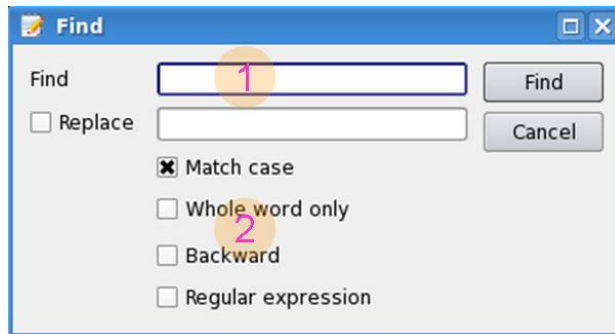 Find
Find 1 Find
Replace Cancel
Match case
Whole word only
2
Backward
Regular expression